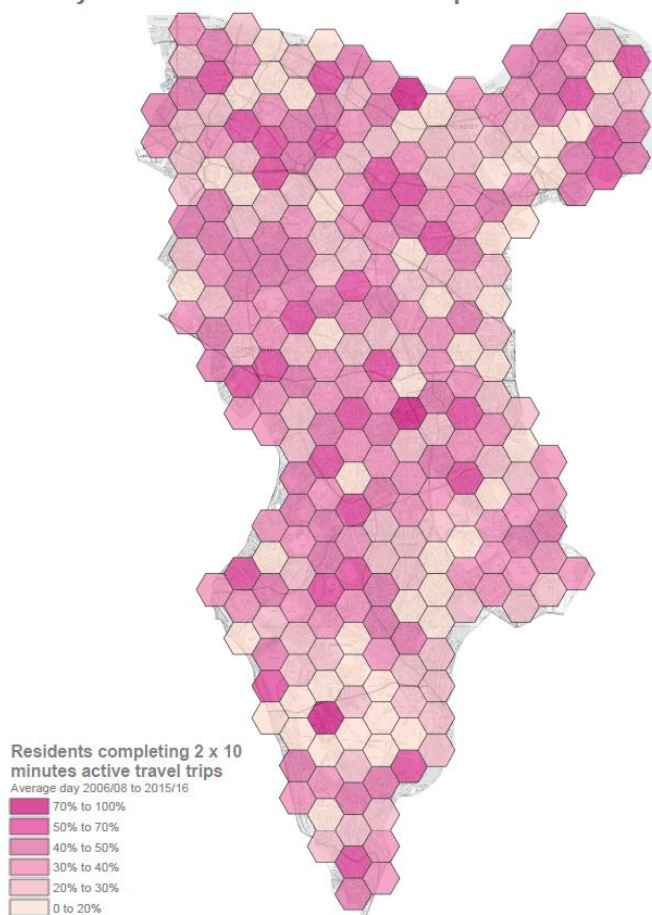 Residents completing 2 x 10
minutes active travel trips
Average day 2006/08 to 2015/16
70% to 100%
50% to 70%
40% to 50%
30% to 40%
20% to 30%
0 to 20%